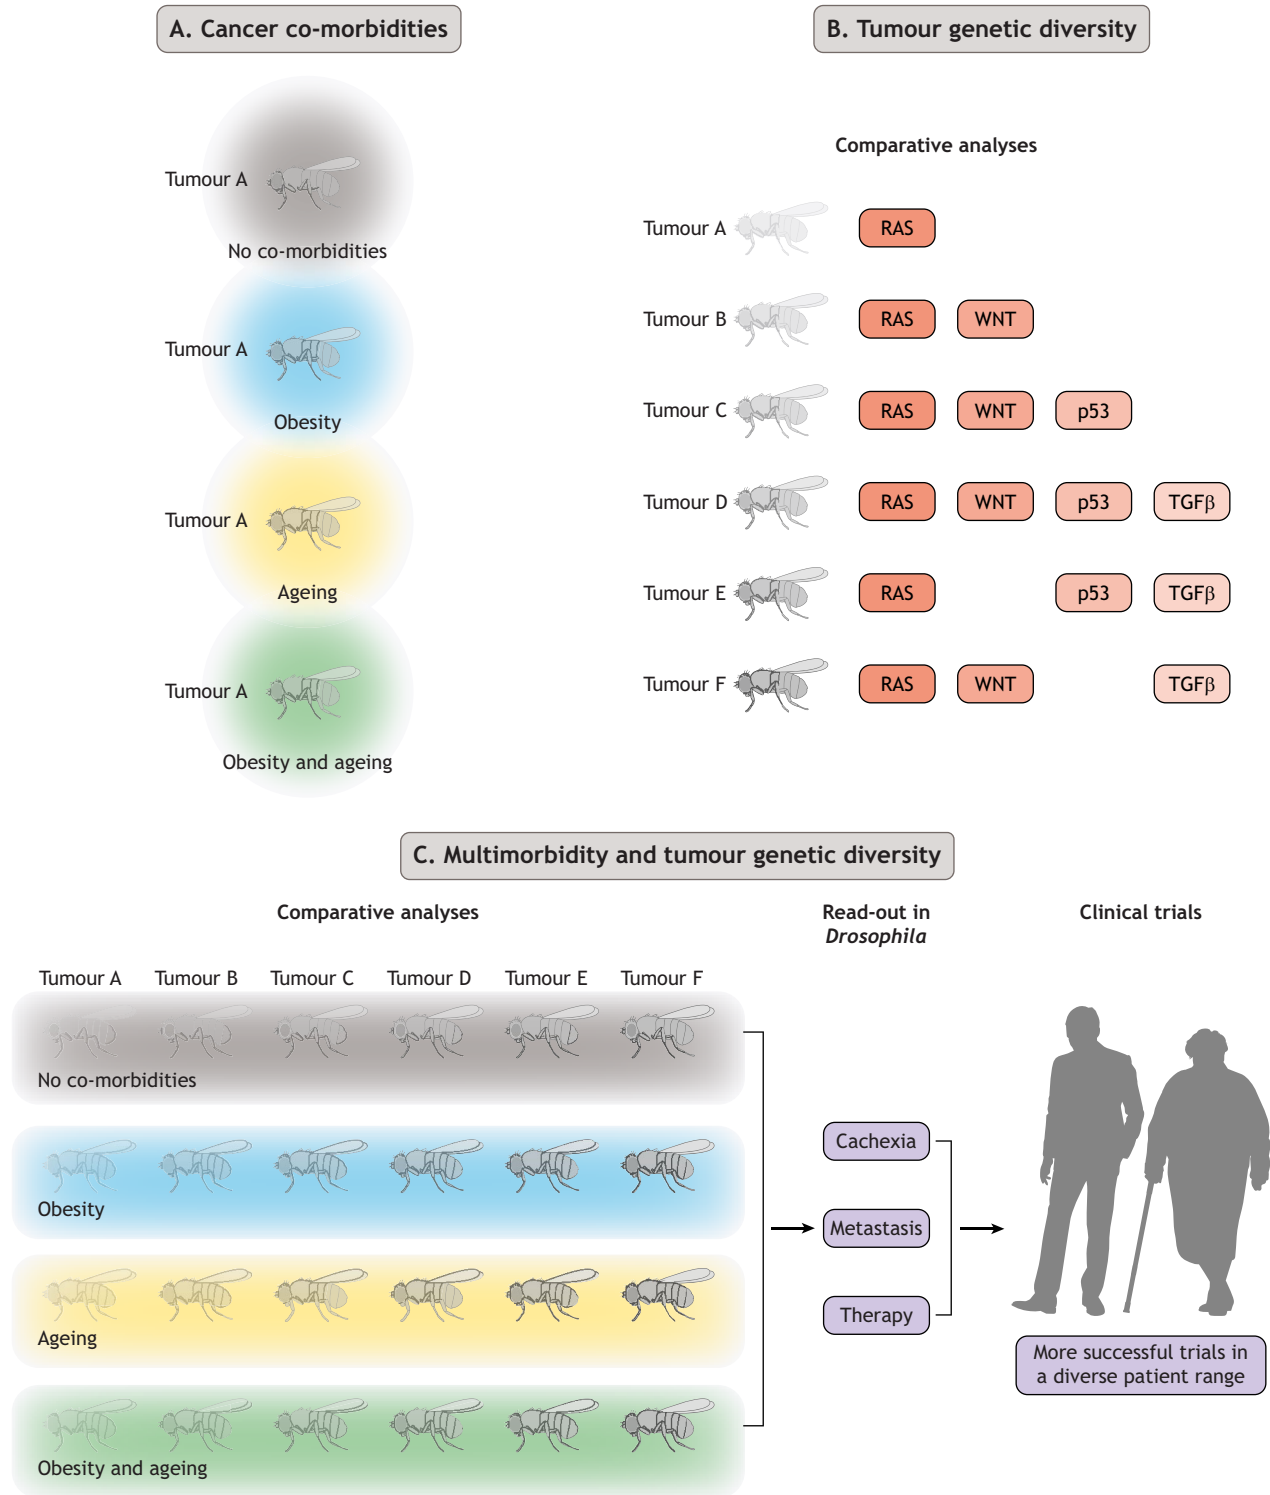 A. Cancer co-morbidities
Tumour A
No co-morbidities
Tumour A
Obesity
Tumour A
Ageing
Tumour A
Obesity and ageing
B. Tumour genetic diversity
Comparative analyses
Tumour A RAS
Tumour B RAS WNT
Tumour C RAS WNT p53
Tumour D RAS WNT p53 TGFβ
Tumour E RAS p53 TGFβ
Tumour F RAS WNT TGFβ
C. Multimorbidity and tumour genetic diversity
Comparative analyses
Tumour A Tumour B Tumour C Tumour D Tumour E Tumour F
No co-morbidities
Obesity
Ageing
Obesity and ageing
Read-out in
Drosophila
Cachexia
Metastasis
Therapy
Clinical trials
More successful trials in
a diverse patient range